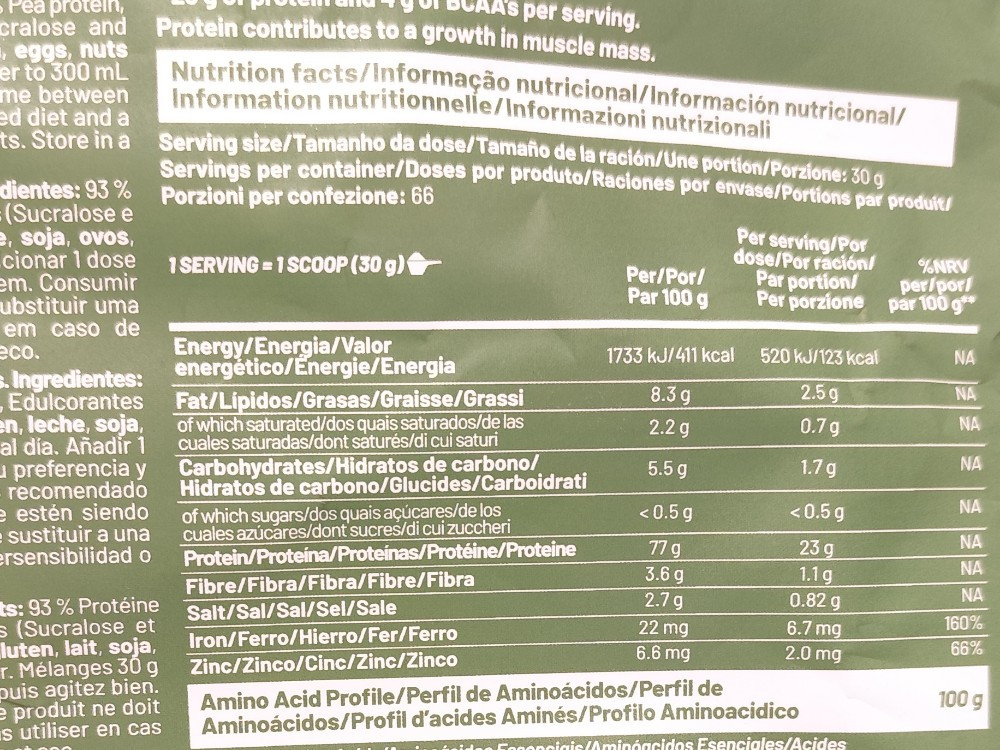 Pea protein,
cralose and
, eggs, nuts
er to 300 mL
me between
ed diet and a
ts. Store in a
dientes: 93 %
(Sucralose e
e, soja, ovos,
cionar 1 dose
em. Consumir
ubstituir uma
em caso de
eco.
s. Ingredientes:
, Edulcorantes
en, leche, soja,
al día. Añadir 1
u preferencia y
recomendado
e estén siendo
sustituir a una
ersensibilidad o
ts: 93 % Protéine
s (Sucralose et
luten, lait, soja,
r. Mélanges 30 g
puis agitez bien.
e produit ne doit
s utiliser en cas
g of BCAA's per serving.
Protein contributes to a growth in muscle mass.
Nutrition facts/Informação nutricional/Información nutricional/
Information nutritionnelle/Informazioni nutrizionali
Serving size/Tamanho da dose/Tamaño de la ración/Une portion/Porzione: 30 g
Servings per container/Doses por produto/Raciones por envase/Portions par produit/
Porzioni per confezione: 66
1 SERVING = 1 SCOOP (30 g)
Per/Por/
Par 100 g
Per serving/Por
dose/Por ración/
Par portion/
Per porzione
%NRV
per/por/
par 100 g**
Energy/Energia/Valor
energético/Énergie/Energia
1733 kJ/411 kcal 520 kJ/123 kcal NA
Fat/Lípidos/Grasas/Graisse/Grassi 8.3 g 2.5 g NA
of which saturated/dos quais saturados/de las
cuales saturadas/dont saturés/di cui saturi
2.2 g 0.7 g NA
Carbohydrates/Hidratos de carbono/
Hidratos de carbono/Glucides/Carboidrati
5.5 g 1.7 g NA
of which sugars/dos quais açúcares/de los
cuales azúcares/dont sucres/di cui zuccheri
< 0.5 g < 0.5 g NA
Protein/Proteína/Proteínas/Protéine/Proteine 77 g 23 g NA
Fibre/Fibra/Fibra/Fibre/Fibra 3.6 g 1.1 g NA
Salt/Sal/Sal/Sel/Sale 2.7 g 0.82 g NA
Iron/Ferro/Hierro/Fer/Ferro 22 mg 6.7 mg 160%
Zinc/Zinco/Cinc/Zinc/Zinco 6.6 mg 2.0 mg 66%
Amino Acid Profile/Perfil de Aminoácidos/Perfil de
Aminoácidos/Profil d'acides Aminés/Profilo Aminoacidico
100 g
Esenciales/Acides